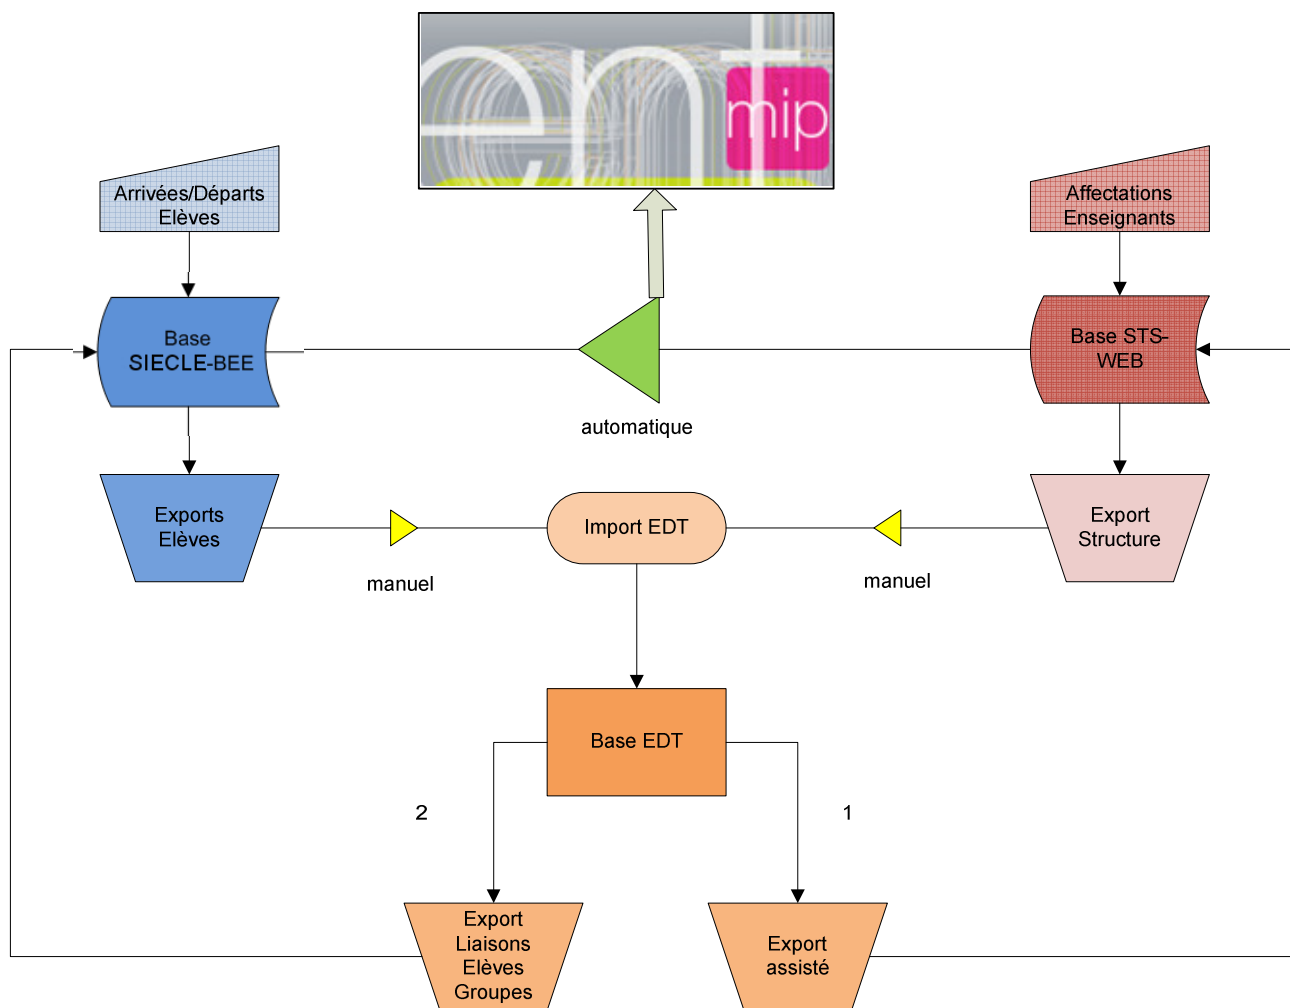 ent
mip
Arrivées/Départs
Elèves
Affectations
Enseignants
Base
SIECLE-BEE
Base STS-
WEB
automatique
Exports
Elèves
Import EDT
Export
Structure
manuel
manuel
Base EDT
2
1
Export
Liaisons
Elèves
Groupes
Export
assisté